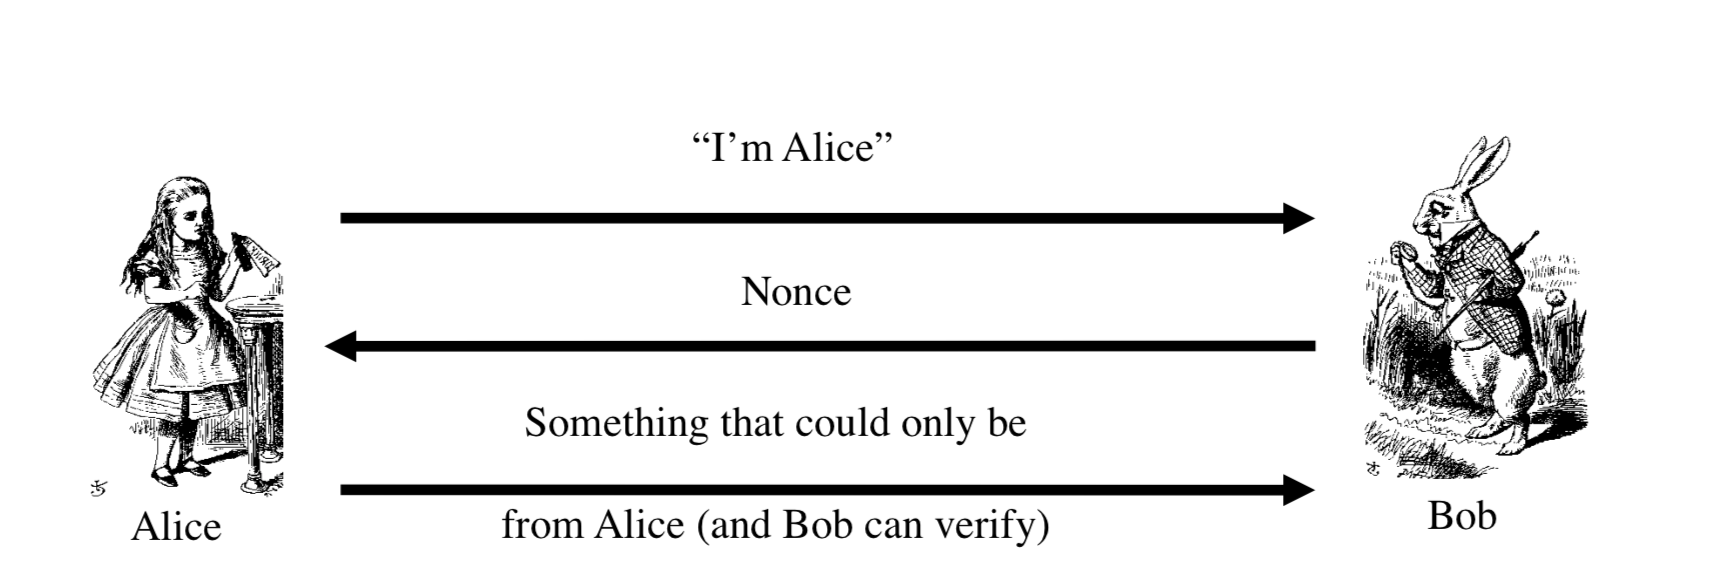 “I’m Alice”
Nonce
Something that could only be
from Alice (and Bob can verify)
Alice
Bob